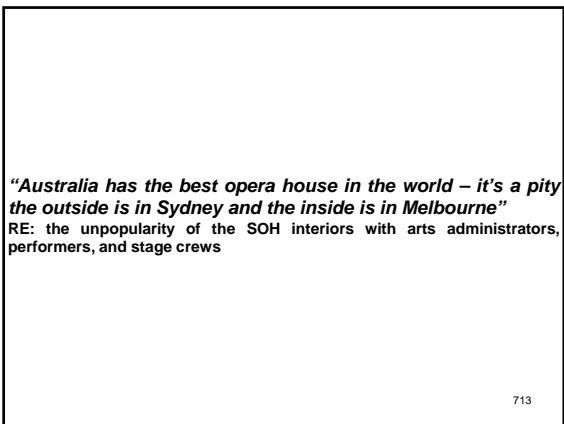 “Australia has the best opera house in the world – it’s a pity
the outside is in Sydney and the inside is in Melbourne”
RE: the unpopularity of the SOH interiors with arts administrators,
performers, and stage crews
713